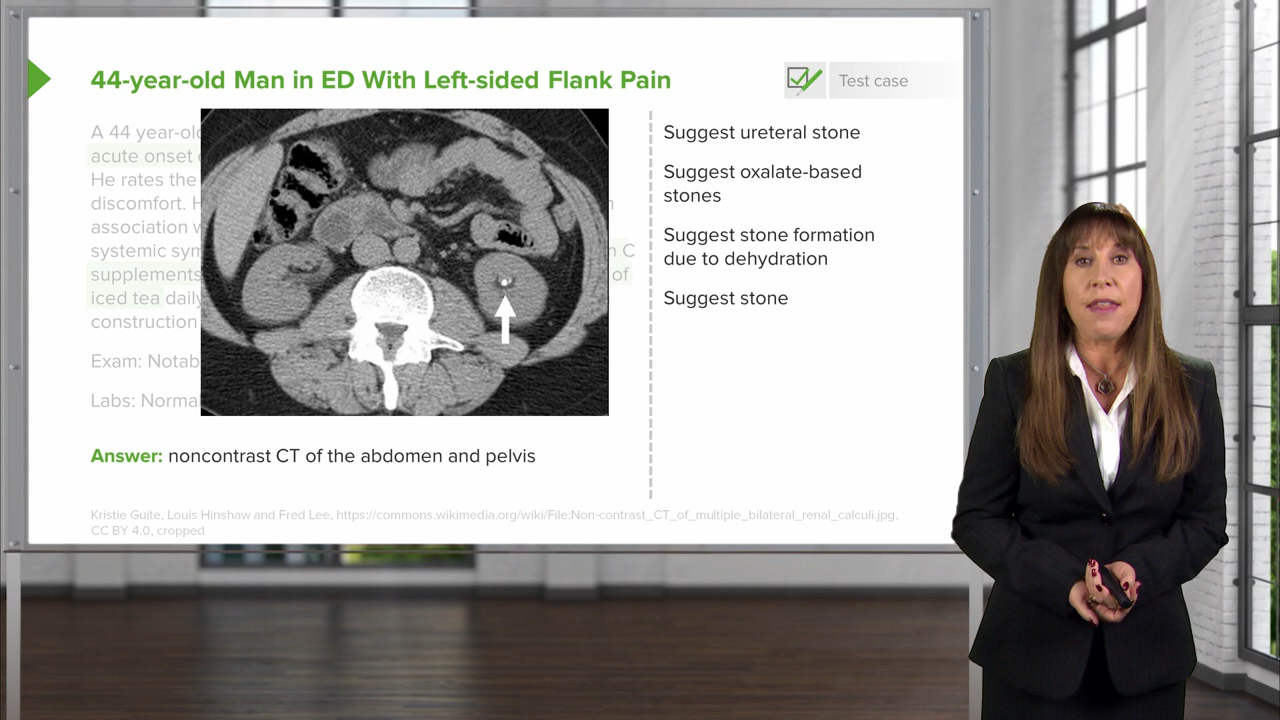 44-year-old Man in ED With Left-sided Flank Pain
Test case
A 44 year-old
acute onset
He rates the
discomfort. H
association w
systemic sym
n C
supplements
of
iced tea daily
construction
Exam: Notab
Labs: Norma
Suggest ureteral stone
Suggest oxalate-based
stones
Suggest stone formation
due to dehydration
Suggest stone
Answer: noncontrast CT of the abdomen and pelvis
Kristie Guite, Louis Hinshaw and Fred Lee, https://commons.wikimedia.org/wiki/File:Non-contrast_CT_of_multiple_bilateral_renal_calculi.jpg,
CC BY 4.0, cropped